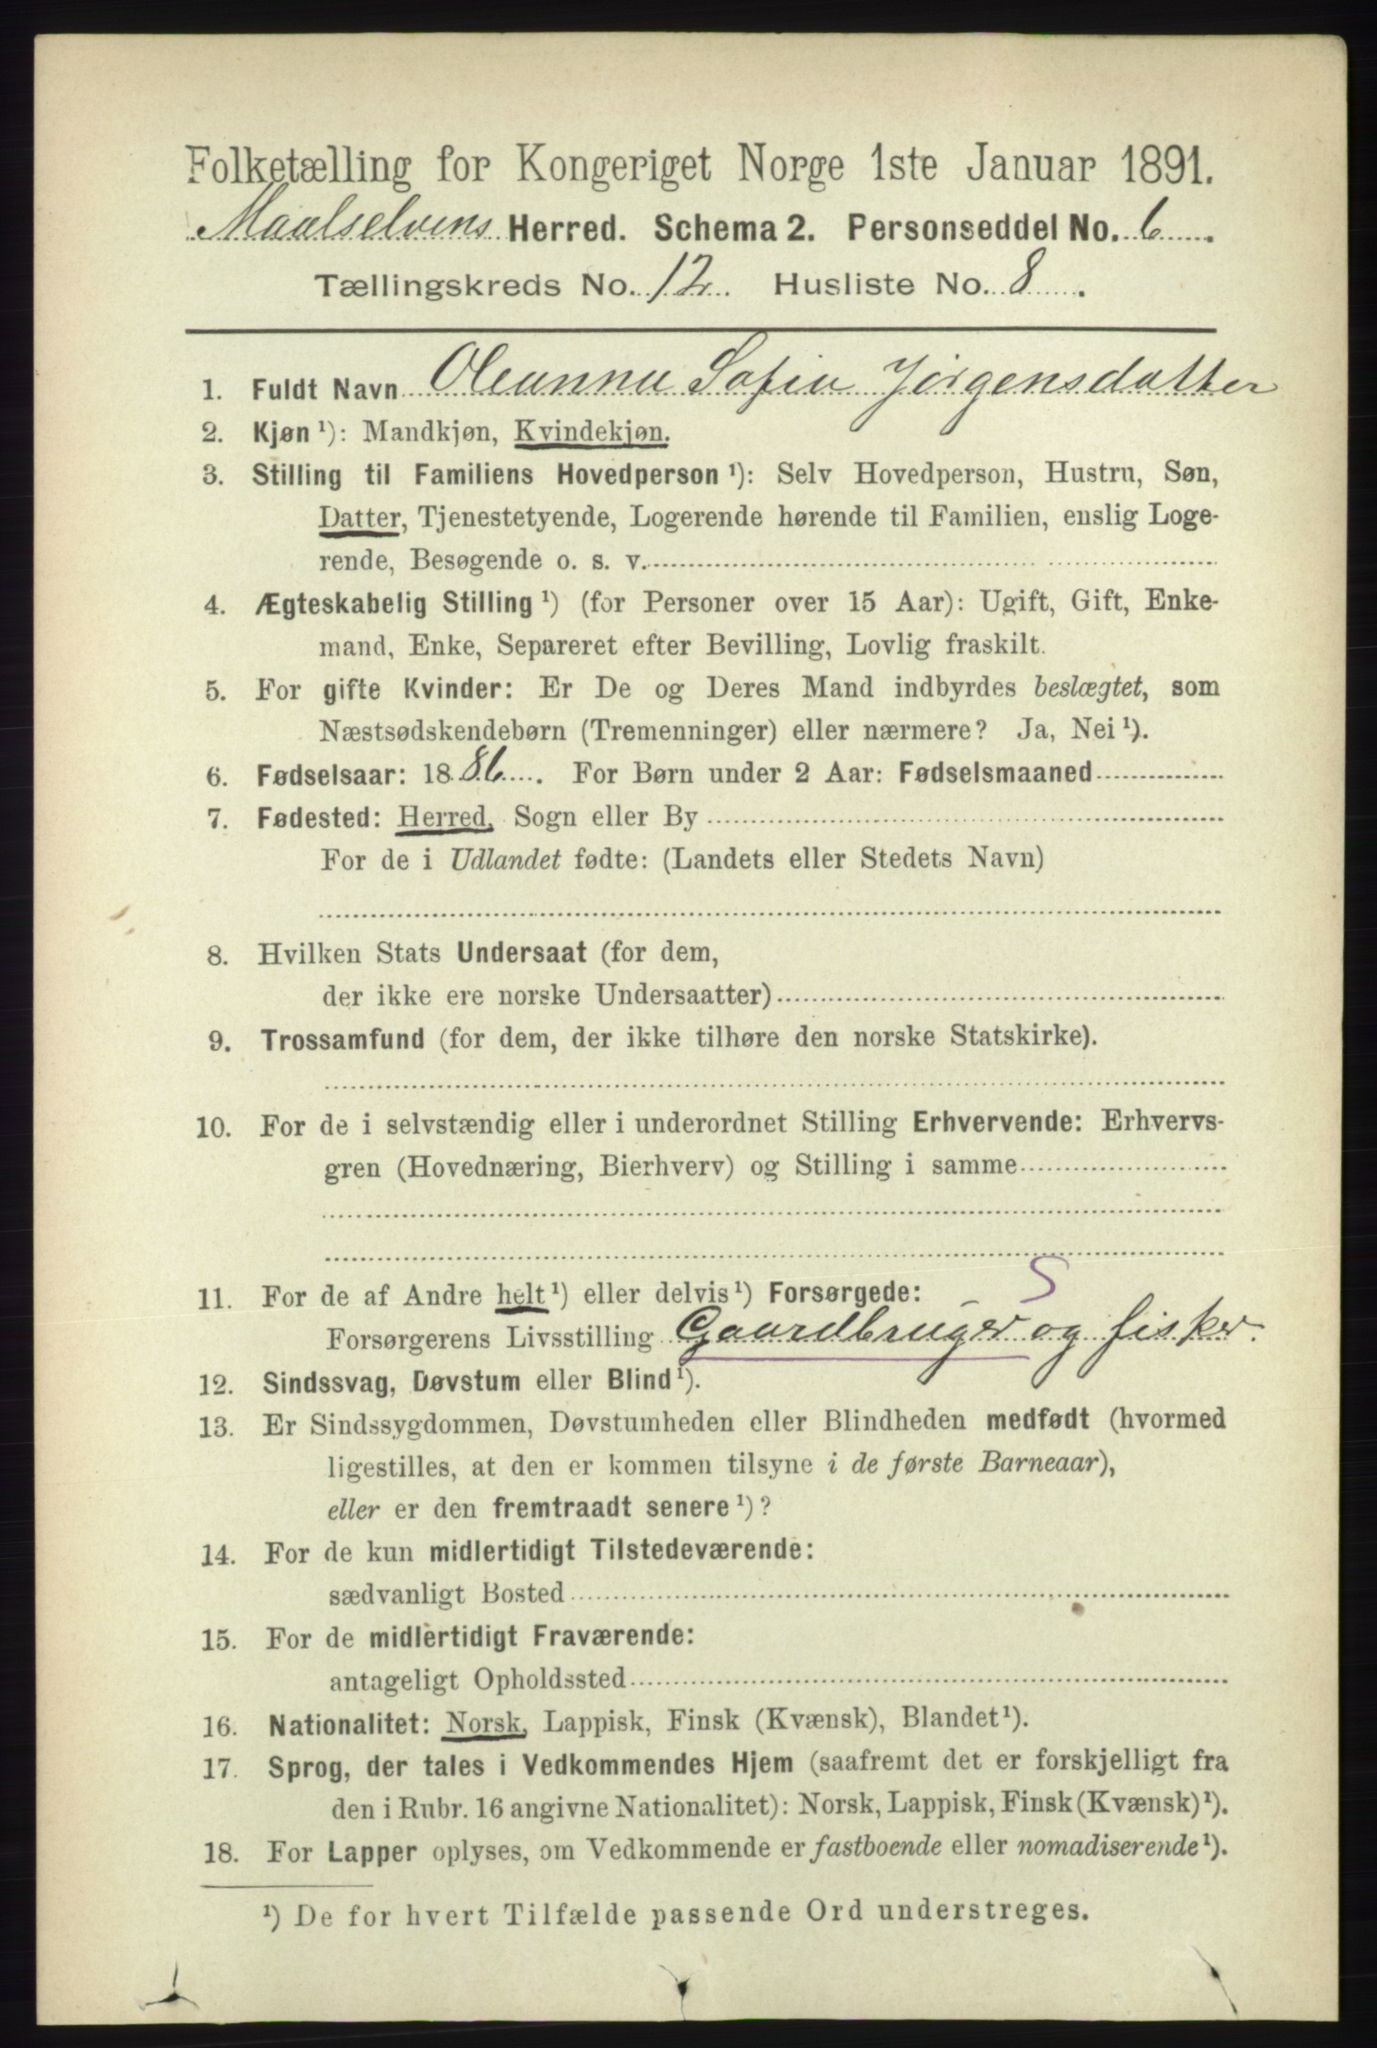 Folketælling for Kongeriget Norge 1ste Januar 1891.
Maalselvens Herred. Schema 2. Personseddel No. 6.
Tællingskreds No. 12. Husliste No. 8.
1. Fuldt Navn Oleanna Sofia Jørgensdatter
2. Kjøn ¹): Mandkjøn, Kvindekjøn.
3. Stilling til Familiens Hovedperson ¹): Selv Hovedperson, Hustru, Søn,
Datter, Tjenestetyende, Logerende hørende til Familien, enslig Loge-
rende, Besøgende o. s. v.
4. Ægteskabelig Stilling ¹) (for Personer over 15 Aar): Ugift, Gift, Enke-
mand, Enke, Separeret efter Bevilling, Lovlig fraskilt.
5. For gifte Kvinder: Er De og Deres Mand indbyrdes beslægtet, som
Næstsødskendebørn (Tremenninger) eller nærmere? Ja, Nei ¹).
6. Fødselsaar: 1886. For Børn under 2 Aar: Fødselsmaaned
7. Fødested: Herred, Sogn eller By
For de i Udlandet fødte: (Landets eller Stedets Navn)
8. Hvilken Stats Undersaat (for dem,
der ikke ere norske Undersaatter)
9. Trossamfund (for dem, der ikke tilhøre den norske Statskirke).
10. For de i selvstændig eller i underordnet Stilling Erhvervende: Erhvervs-
gren (Hovednæring, Bierhverv) og Stilling i samme
S
11. For de af Andre helt ¹) eller delvis ¹) Forsørgede:
Forsørgerens Livsstilling Gaardbruger og fisker.
12. Sindssvag, Døvstum eller Blind ¹).
13. Er Sindssygdommen, Døvstumheden eller Blindheden medfødt (hvormed
ligestilles, at den er kommen tilsyne i de første Barneaar),
eller er den fremtraadt senere ¹)?
14. For de kun midlertidigt Tilstedeværende:
sædvanligt Bosted
15. For de midlertidigt Fraværende:
antageligt Opholdssted
16. Nationalitet: Norsk, Lappisk, Finsk (Kvænsk), Blandet ¹).
17. Sprog, der tales i Vedkommendes Hjem (saafremt det er forskjelligt fra
den i Rubr. 16 angivne Nationalitet): Norsk, Lappisk, Finsk (Kvænsk) ¹).
18. For Lapper oplyses, om Vedkommende er fastboende eller nomadiserende ¹).
¹) De for hvert Tilfælde passende Ord understreges.